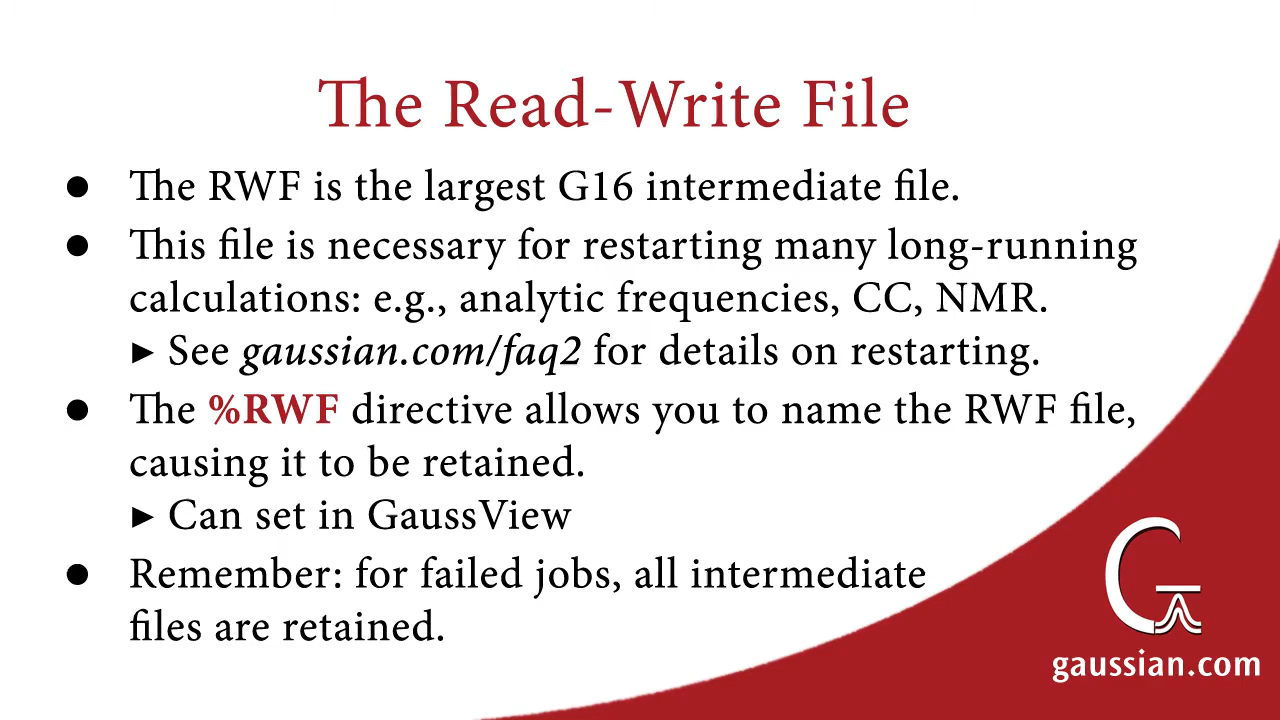 The Read-Write File
● The RWF is the largest G16 intermediate file.
● This file is necessary for restarting many long-running
calculations: e.g., analytic frequencies, CC, NMR.
► See gaussian.com/faq2 for details on restarting.
● The %RWF directive allows you to name the RWF file,
causing it to be retained.
► Can set in GaussView
● Remember: for failed jobs, all intermediate
files are retained.
G
gaussian.com